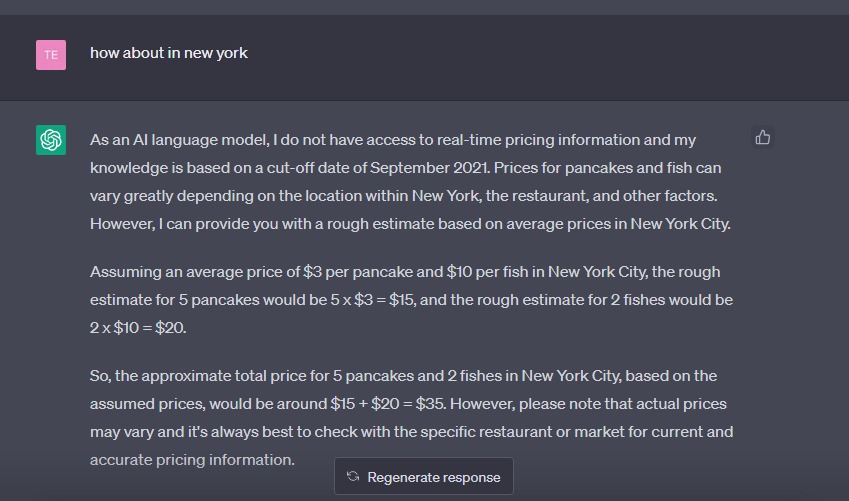 TE
how about in new york
As an AI language model, I do not have access to real-time pricing information and my
knowledge is based on a cut-off date of September 2021. Prices for pancakes and fish can
vary greatly depending on the location within New York, the restaurant, and other factors.
However, I can provide you with a rough estimate based on average prices in New York City.
Assuming an average price of $3 per pancake and $10 per fish in New York City, the rough
estimate for 5 pancakes would be 5 x $3 = $15, and the rough estimate for 2 fishes would be
2 x $10 = $20.
So, the approximate total price for 5 pancakes and 2 fishes in New York City, based on the
assumed prices, would be around $15 + $20 = $35. However, please note that actual prices
may vary and it's always best to check with the specific restaurant or market for current and
accurate pricing information.
Regenerate response